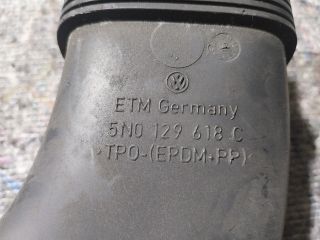 ETM Germany
5N0 129 618 C
>TPO-(EPDM+PP)<